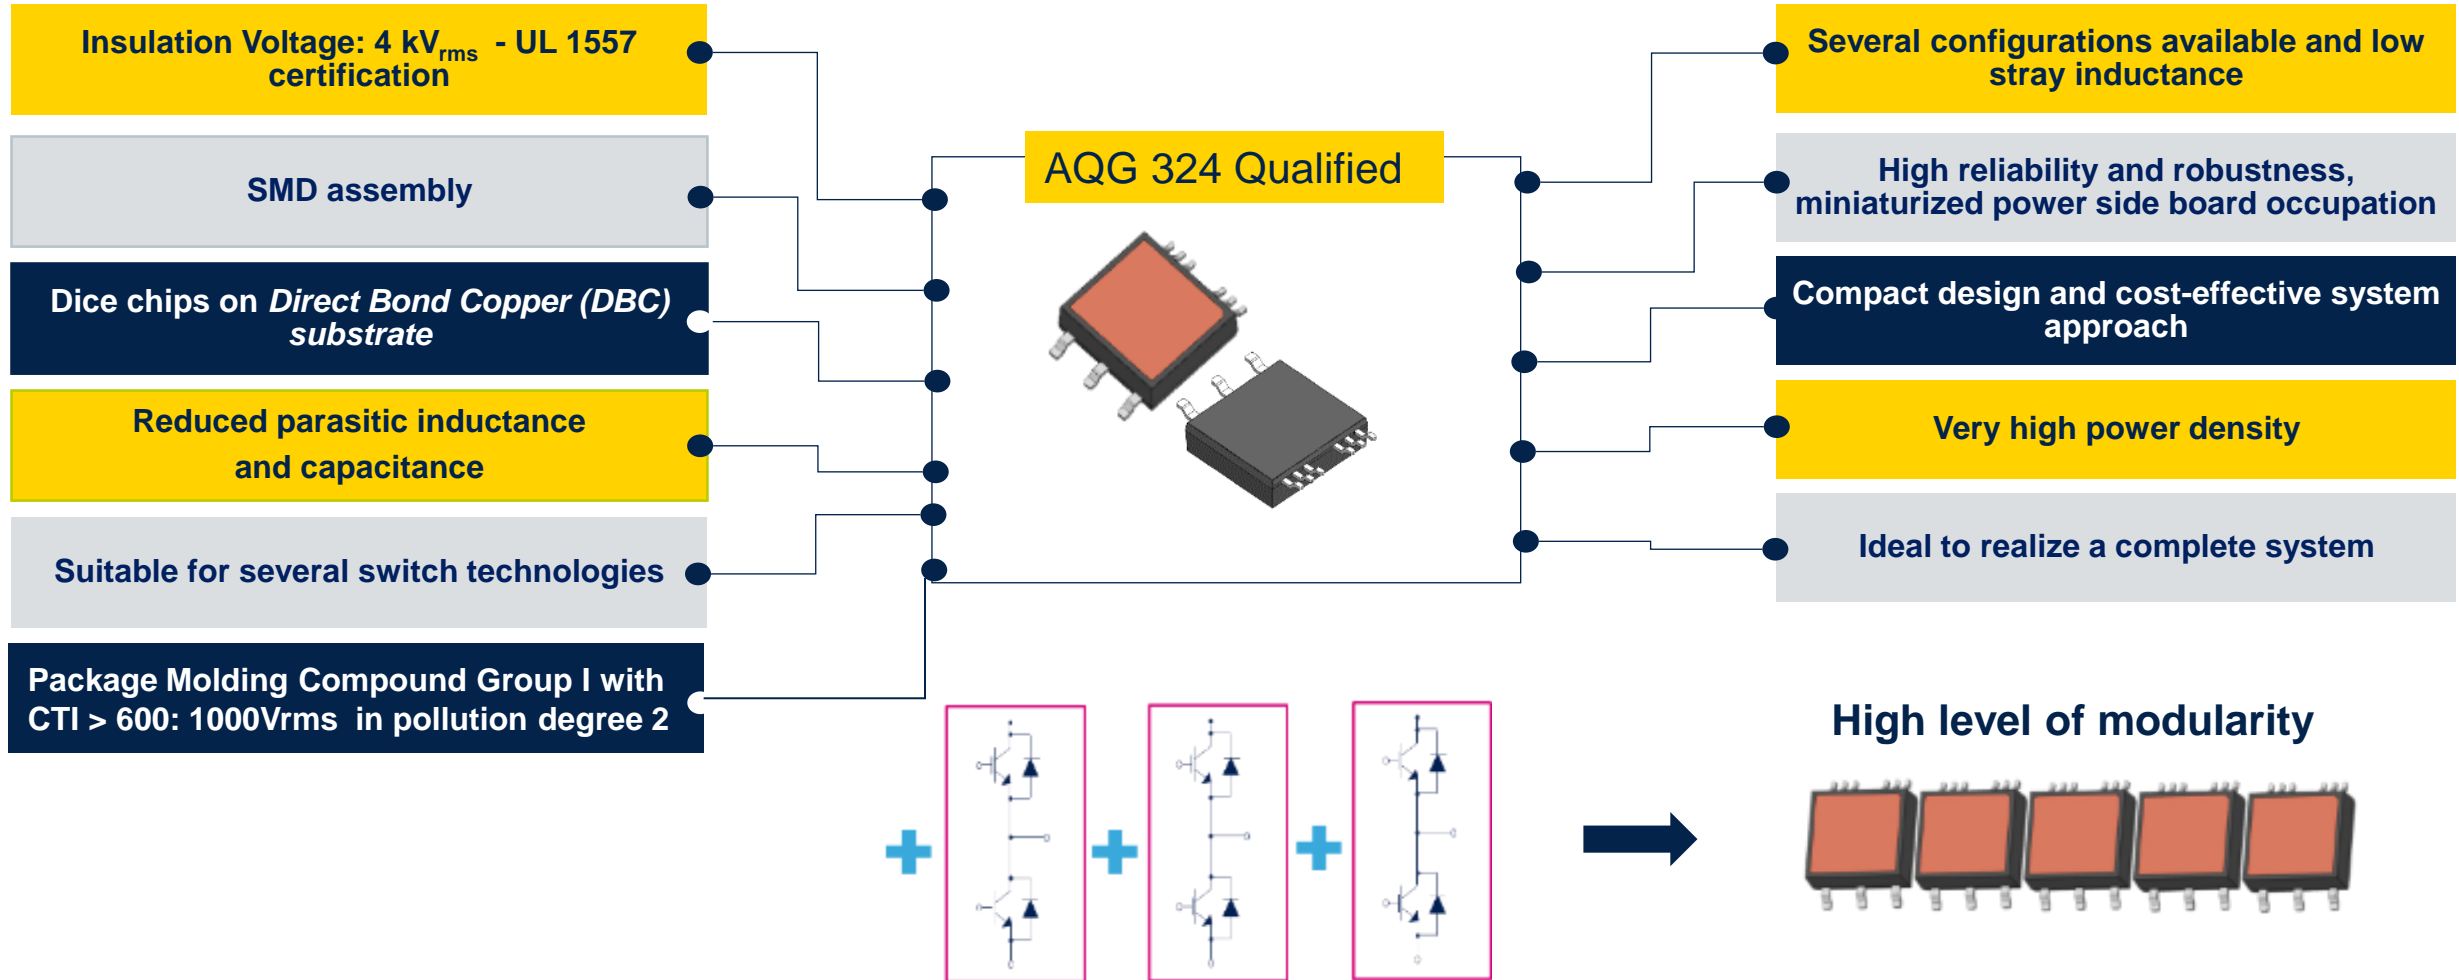 Insulation Voltage: 4 kVrms - UL 1557
certification
SMD assembly
Dice chips on Direct Bond Copper (DBC)
substrate
Reduced parasitic inductance
and capacitance
Suitable for several switch technologies
Package Molding Compound Group I with
CTI > 600: 1000Vrms in pollution degree 2
AQG 324 Qualified
Several configurations available and low
stray inductance
High reliability and robustness,
miniaturized power side board occupation
Compact design and cost-effective system
approach
Very high power density
Ideal to realize a complete system
High level of modularity